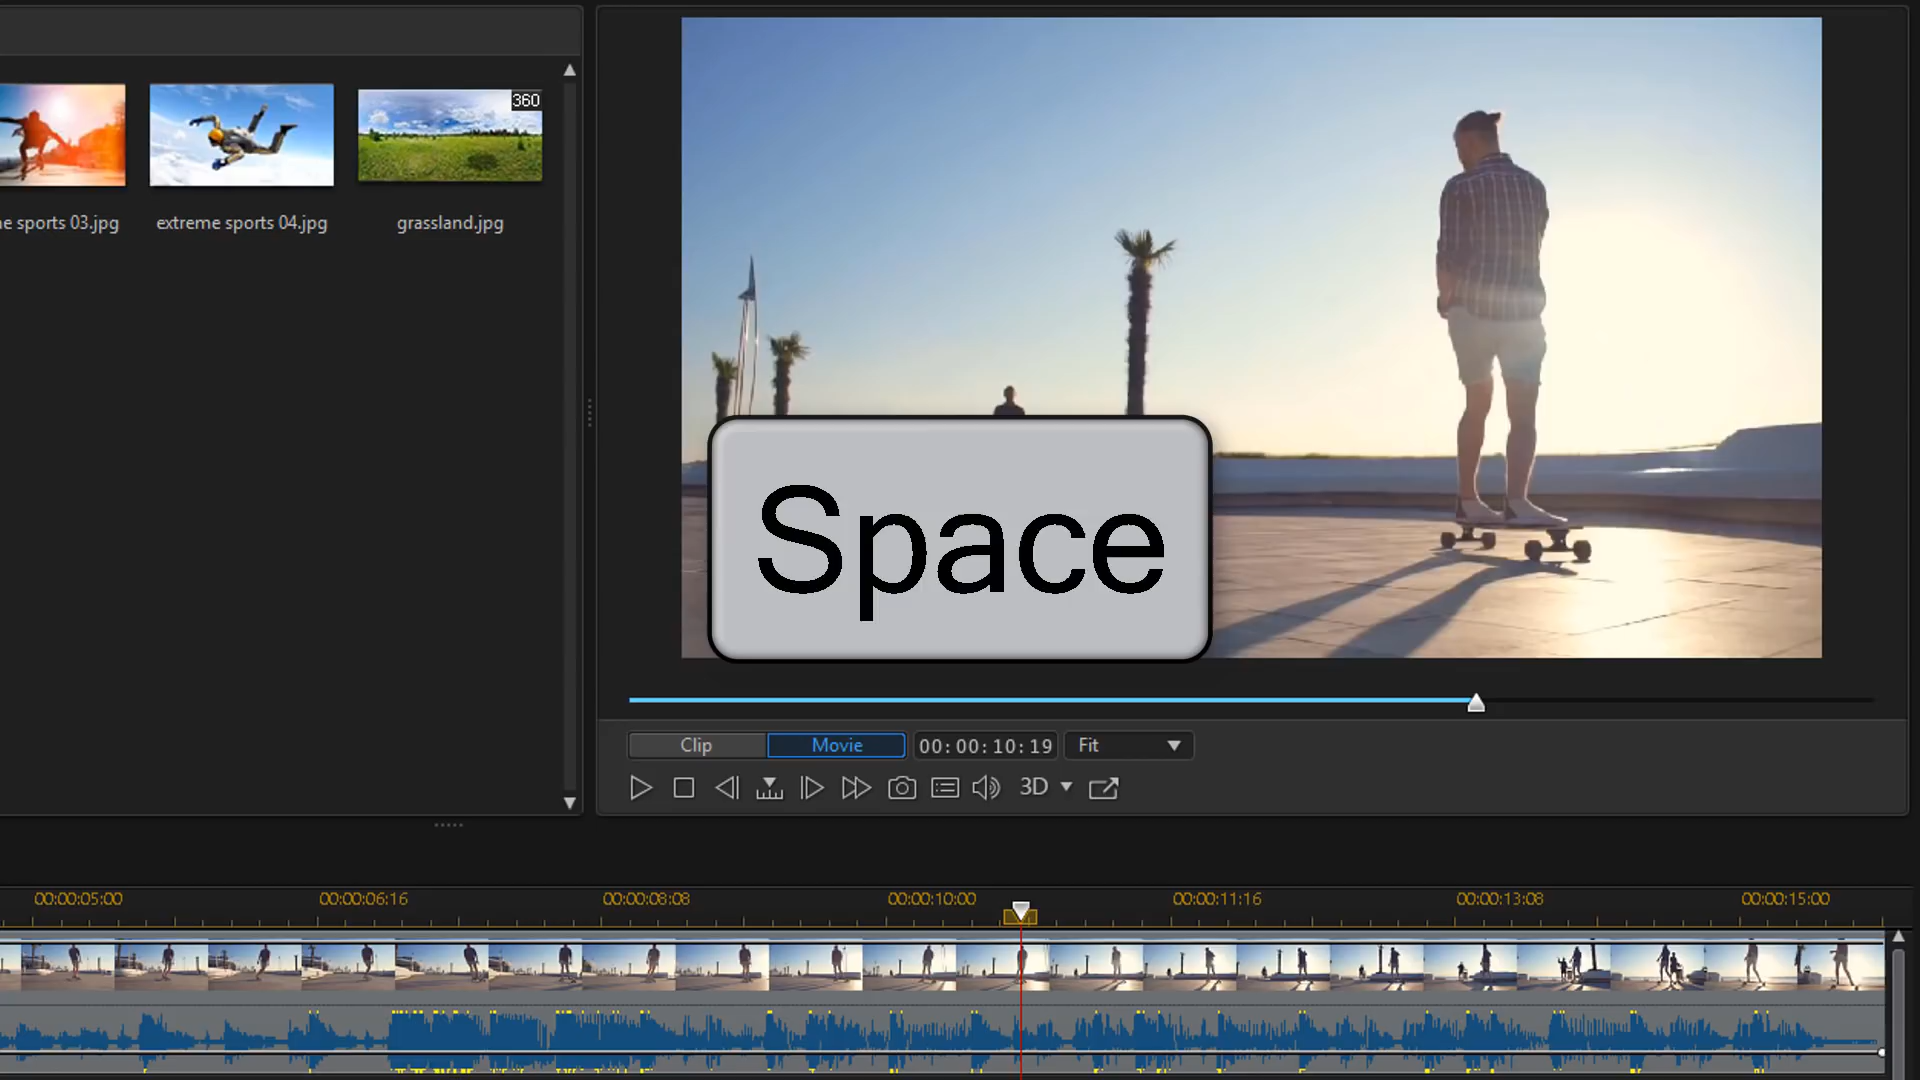 360
e sports 03.jpg
extreme sports 04.jpg
grassland.jpg
Space
Clip
Movie
00:00:10:19
Fit
3D
00:00:05:00
00:00:06:16
00:00:08:08
00:00:10:00
00:00:11:16
00:00:13:08
00:00:15:00